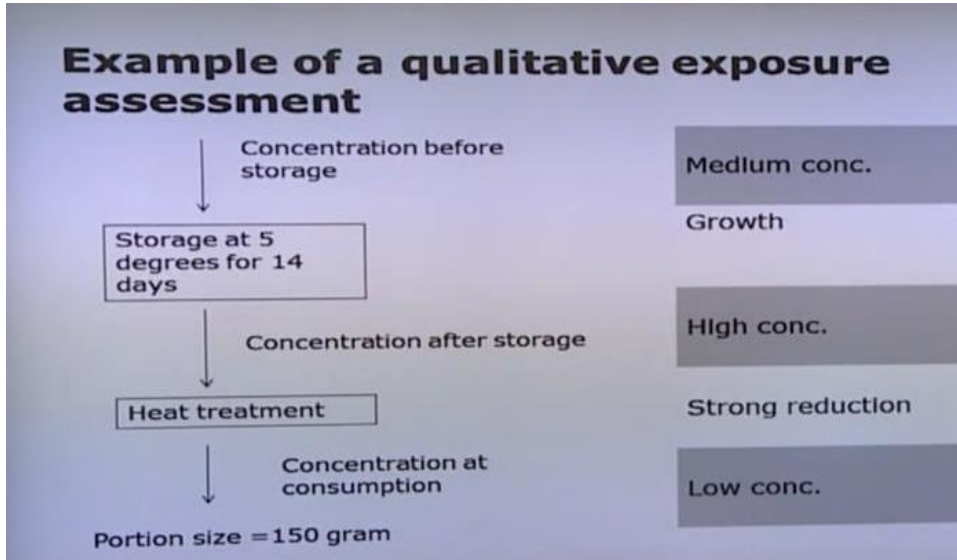 Example of a qualitative exposure
assessment
Concentration before
storage
Medium conc.
Storage at 5
degrees for 14
days
Growth
Concentration after storage
High conc.
Heat treatment
Strong reduction
Concentration at
consumption
Low conc.
Portion size =150 gram